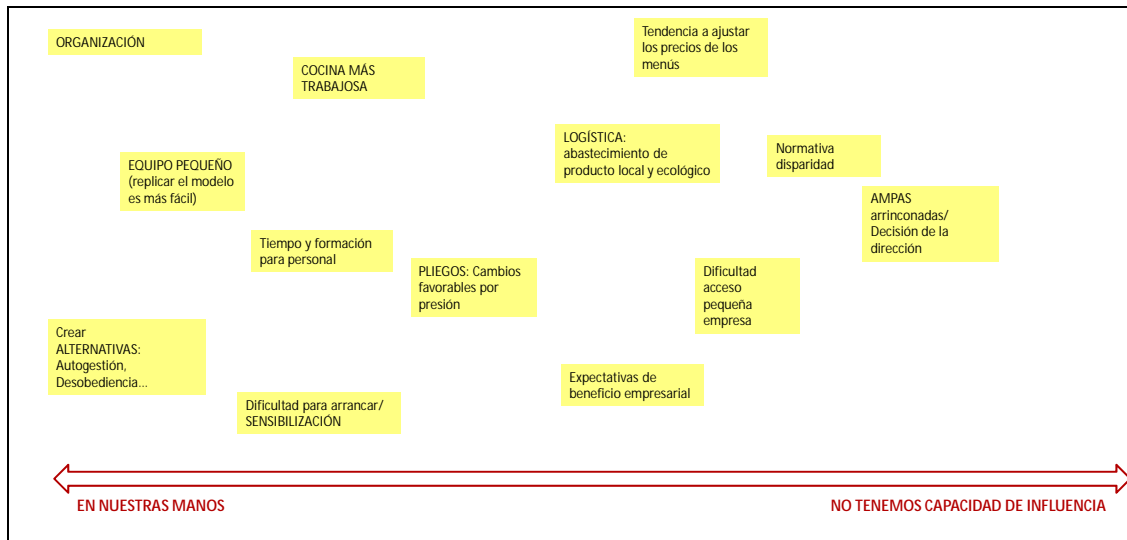 ORGANIZACIÓN
COCINA MÁS
TRABAJOSA
Tendencia a ajustar
los precios de los
menús
EQUIPO PEQUEÑO
(replicar el modelo
es más fácil)
LOGÍSTICA:
abastecimiento de
producto local y ecológico
Normativa
disparidad
AMPAS
arrinconadas/
Decisión de la
dirección
Tiempo y formación
para personal
PLIEGOS: Cambios
favorables por
presión
Dificultad
acceso
pequeña
empresa
Crear
ALTERNATIVAS:
Autogestión,
Desobediencia...
Dificultad para arrancar/
SENSIBILIZACIÓN
Expectativas de
beneficio empresarial
EN NUESTRAS MANOS
NO TENEMOS CAPACIDAD DE INFLUENCIA